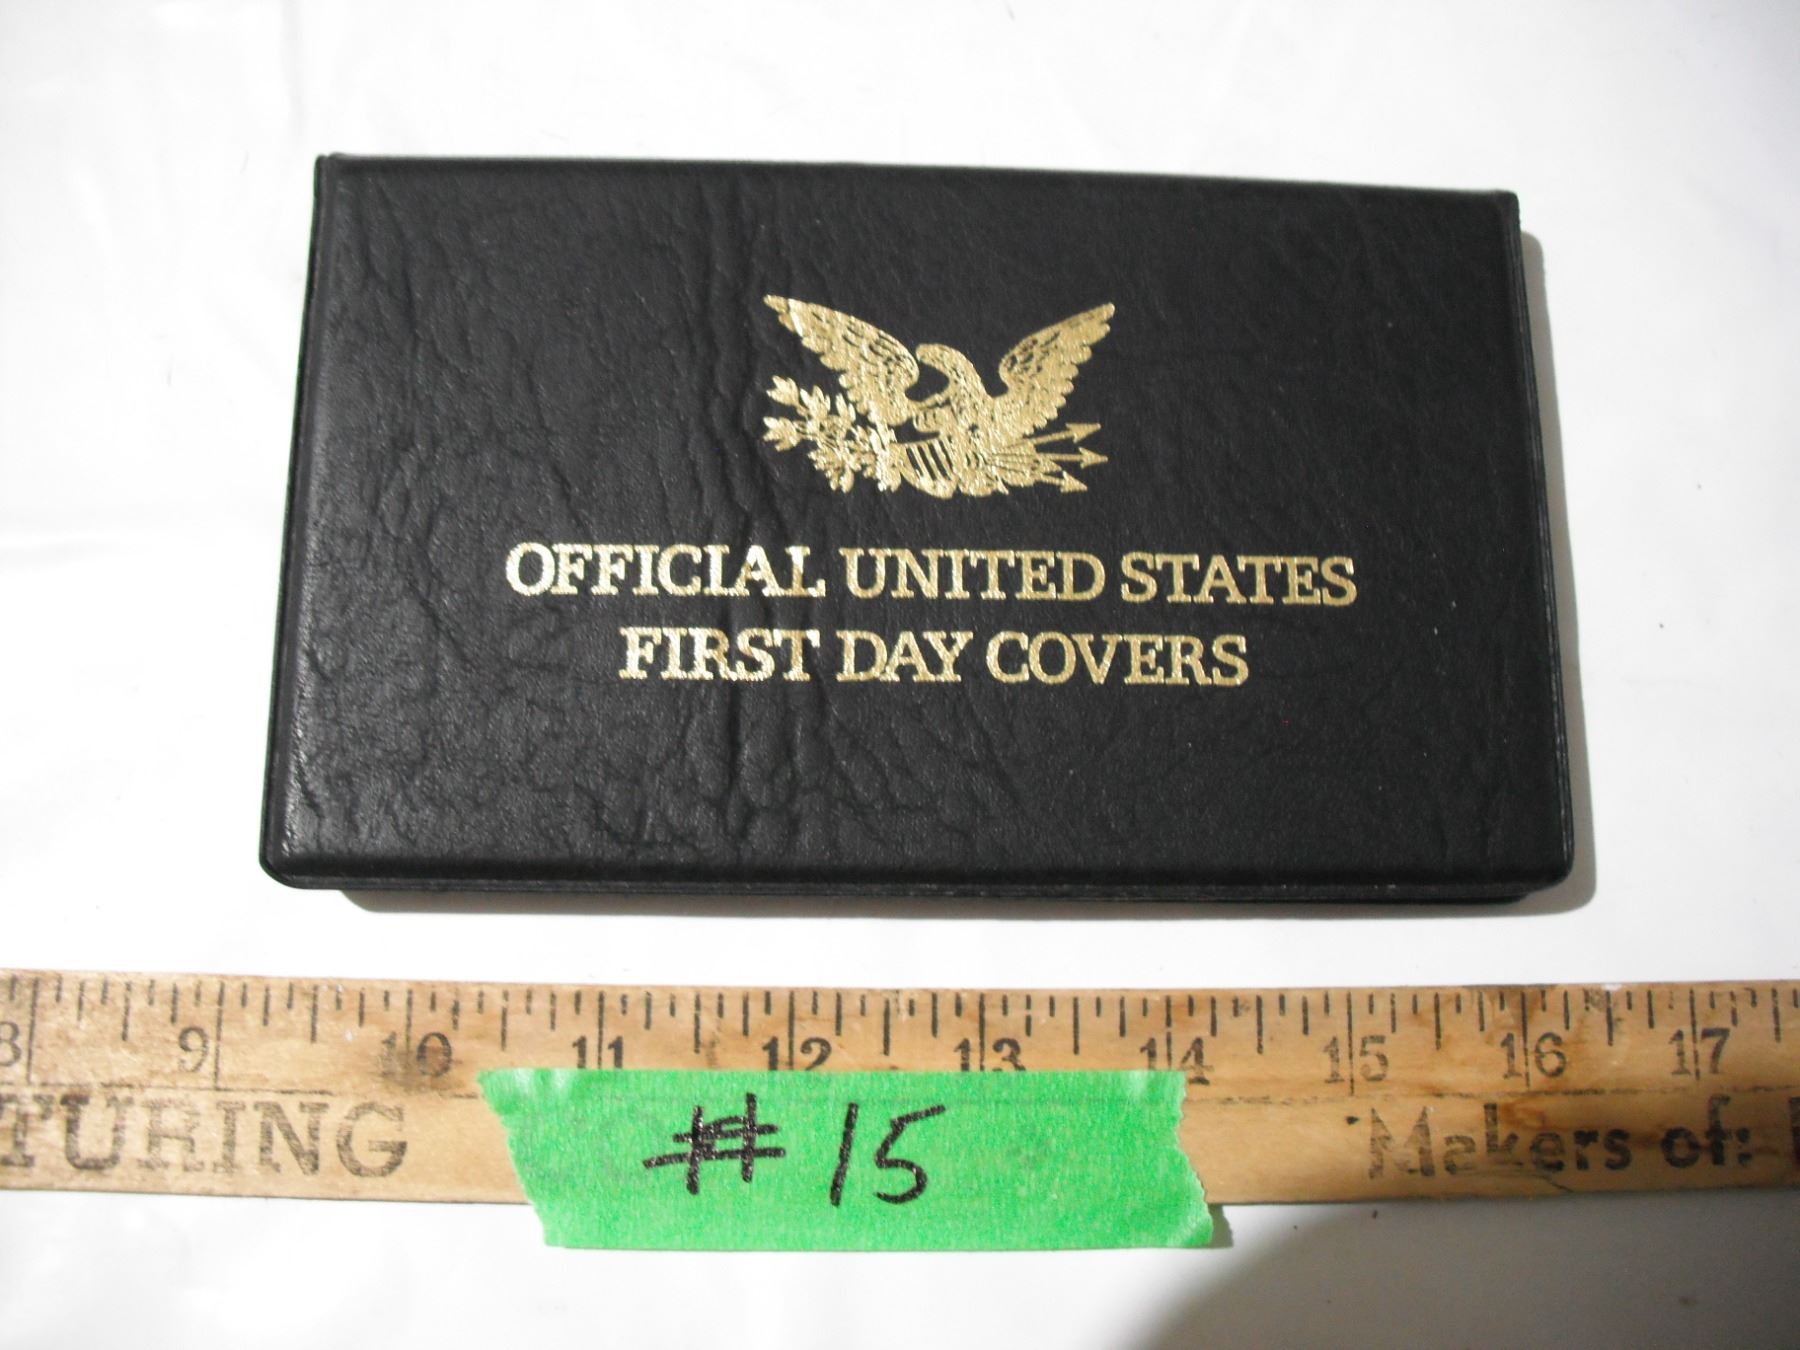 OFFICIAL UNITED STATES
FIRST DAY COVERS
8 9 10 11 12 13 14 15 16 17
TURING
Makers of:
# 15